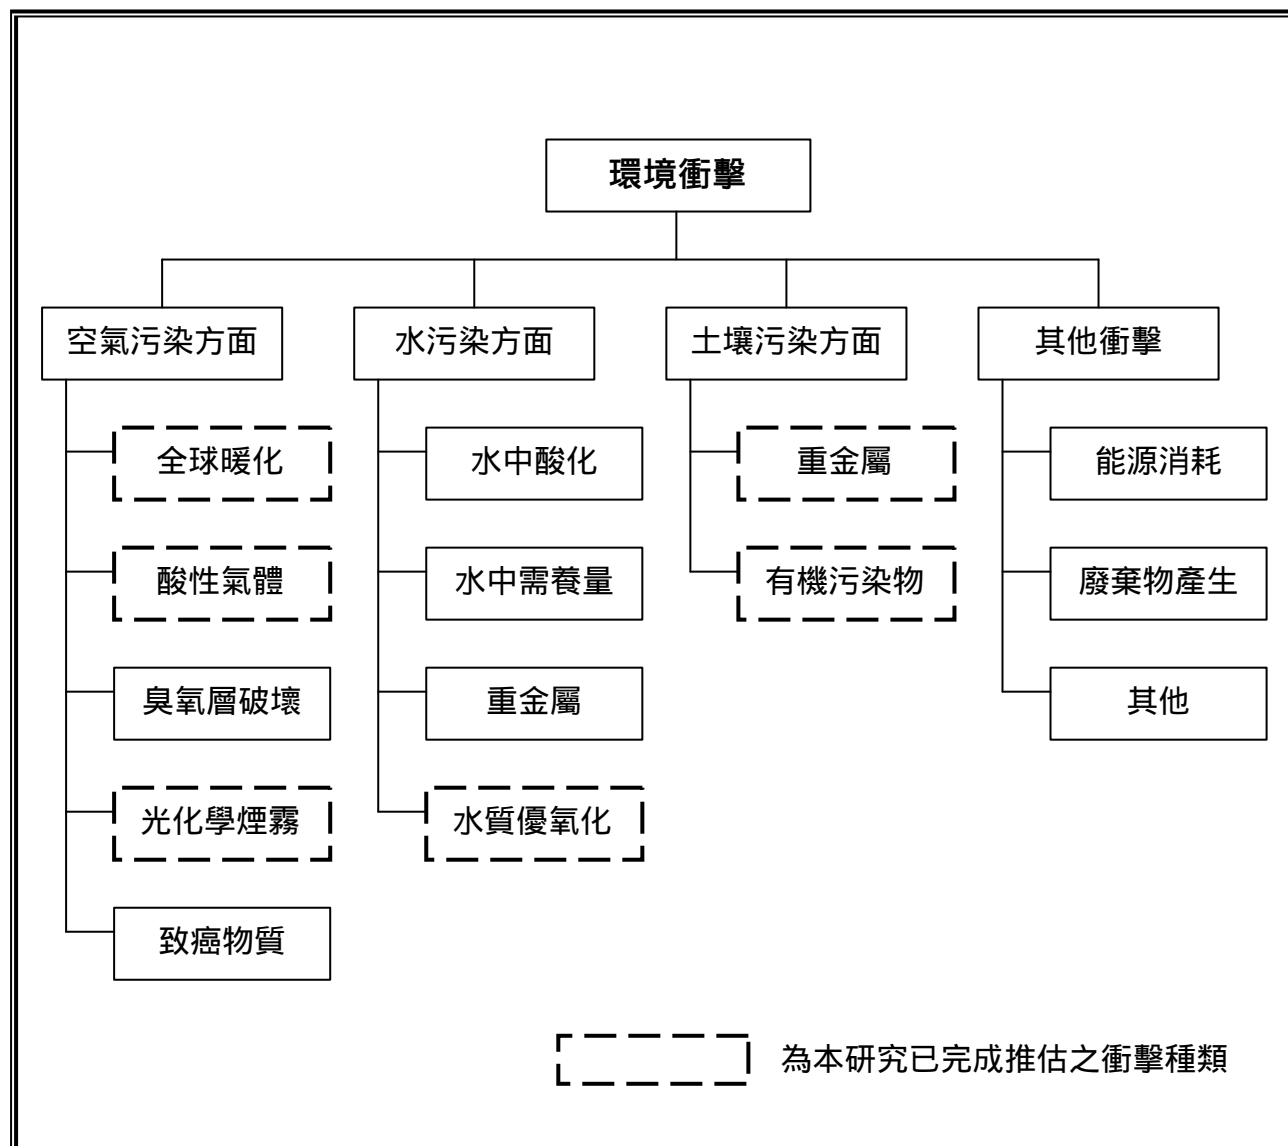 環境衝擊
空氣污染方面
水污染方面
土壤污染方面
其他衝擊
全球暖化
水中酸化
重金屬
能源消耗
酸性氣體
水中需養量
有機污染物
廢棄物產生
臭氧層破壞
重金屬
其他
光化學煙霧
水質優氧化
致癌物質
為本研究已完成推估之衝擊種類